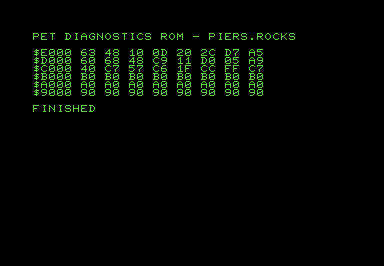 PET DIAGNOSTICS ROM - PIERS.ROCKS
$E000 63 48 10 0D 20 2C D7 A5
$D000 60 68 48 C9 11 D0 05 A9
$C000 40 C7 57 C6 1F CC FF C7
$B000 B0 B0 B0 B0 B0 B0 B0 B0
$A000 A0 A0 A0 A0 A0 A0 A0 A0
$9000 90 90 90 90 90 90 90 90
FINISHED